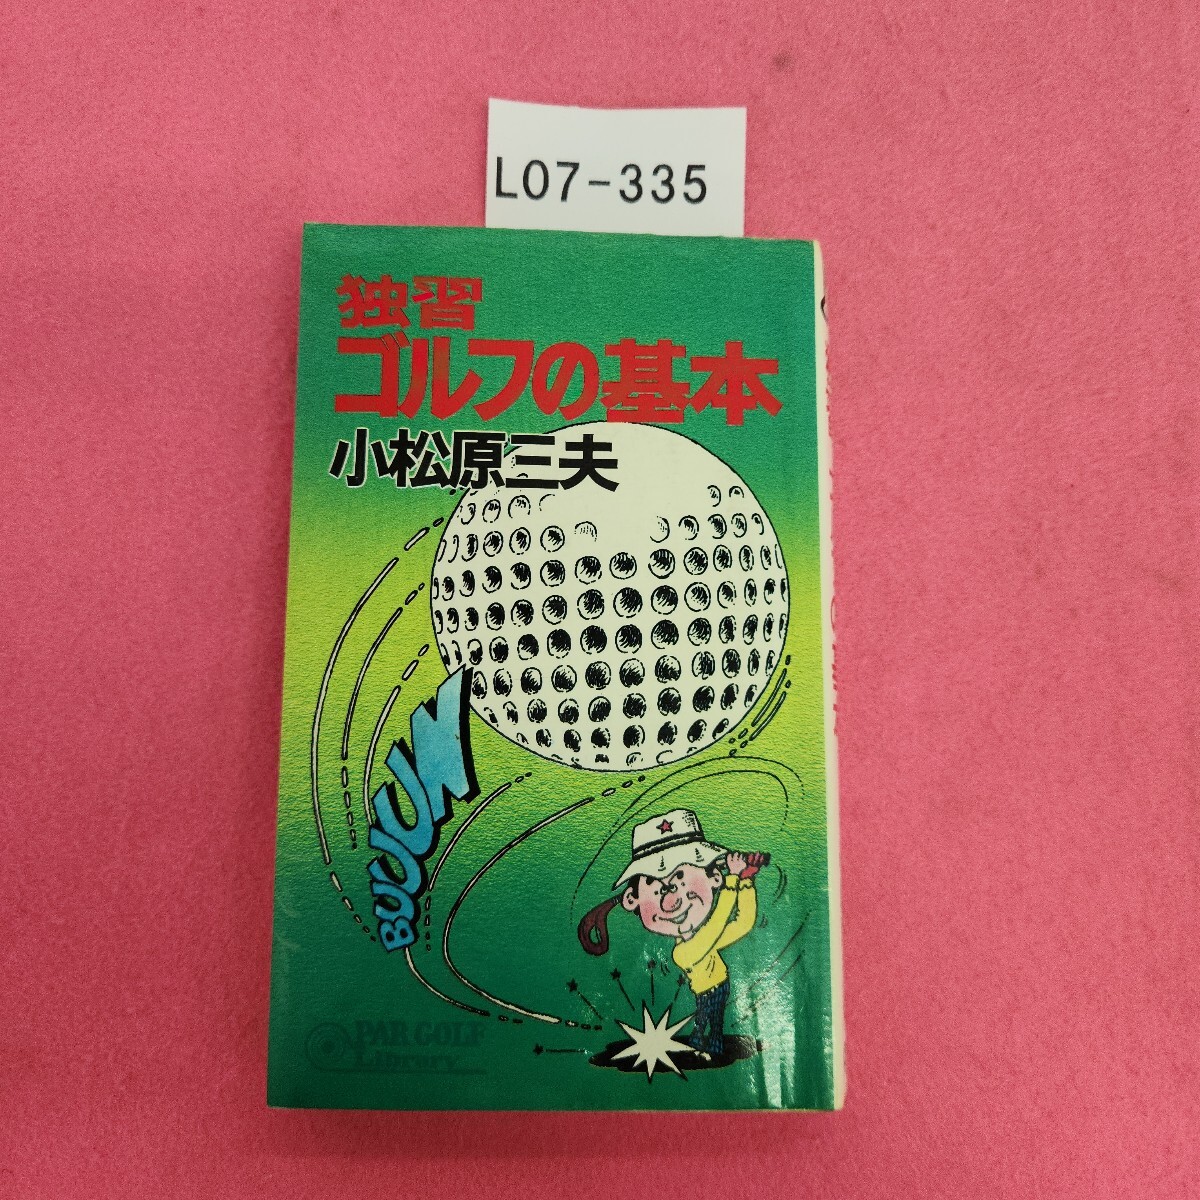 L07-335
独習
ゴルフの基本
小松原三夫
BUUUN
PAR GOLF
Library